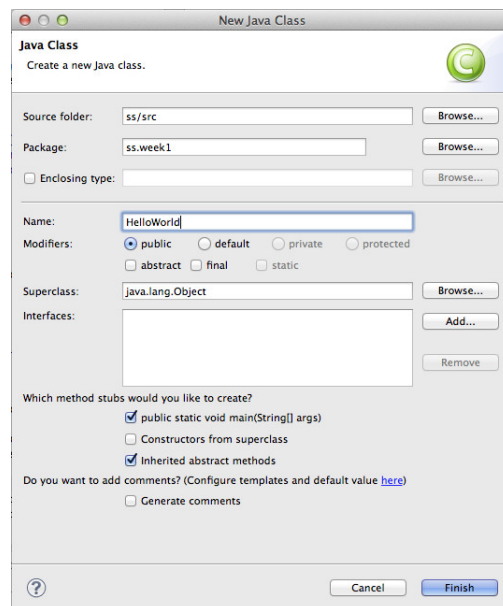 New Java Class
Java Class
Create a new Java class.
C
Source folder: ss/src Browse...
Package: ss.week1 Browse...
Enclosing type: Browse...
Name: HelloWorld
Modifiers: public default private protected
abstract final static
Superclass: java.lang.Object Browse...
Interfaces: Add...
Remove
Which method stubs would you like to create?
public static void main(String[] args)
Constructors from superclass
Inherited abstract methods
Do you want to add comments? (Configure templates and default value here)
Generate comments
? Cancel Finish